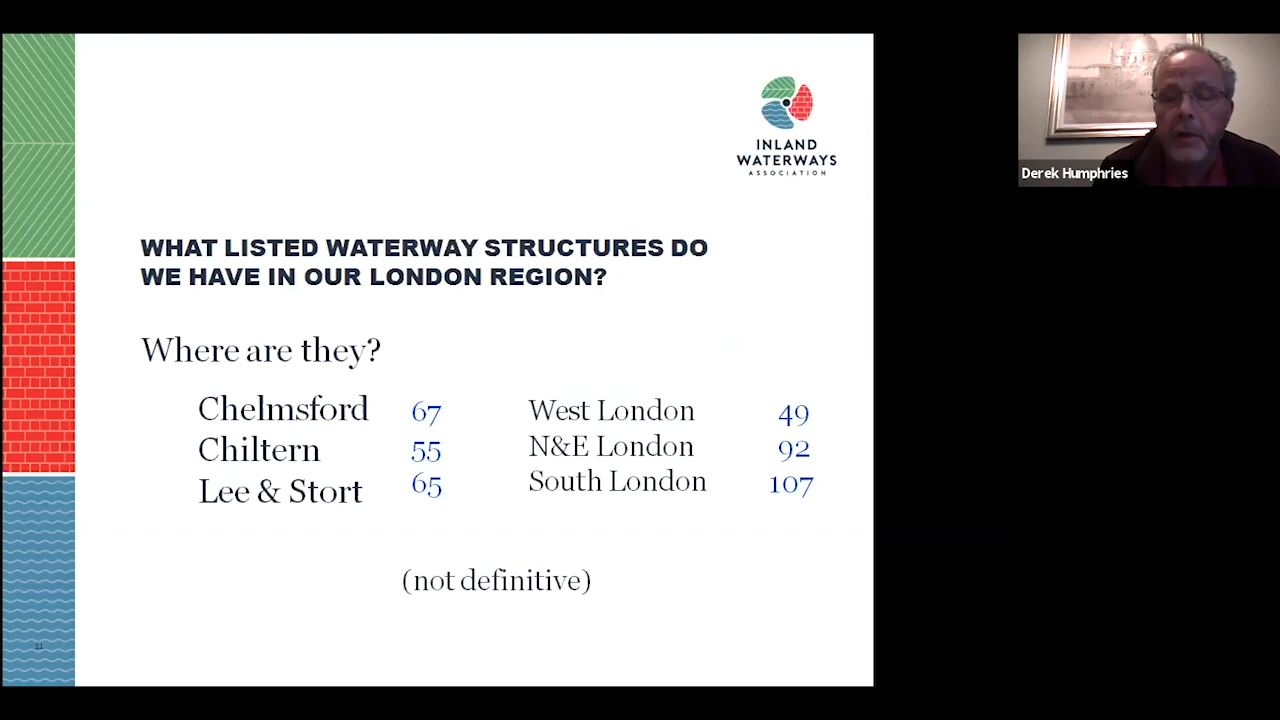 INLAND
WATERWAYS
ASSOCIATION
Derek Humphries
WHAT LISTED WATERWAY STRUCTURES DO
WE HAVE IN OUR LONDON REGION?
Where are they?
Chelmsford 67 West London 49
Chiltern 55 N&E London 92
Lee & Stort 65 South London 107
(not definitive)
11